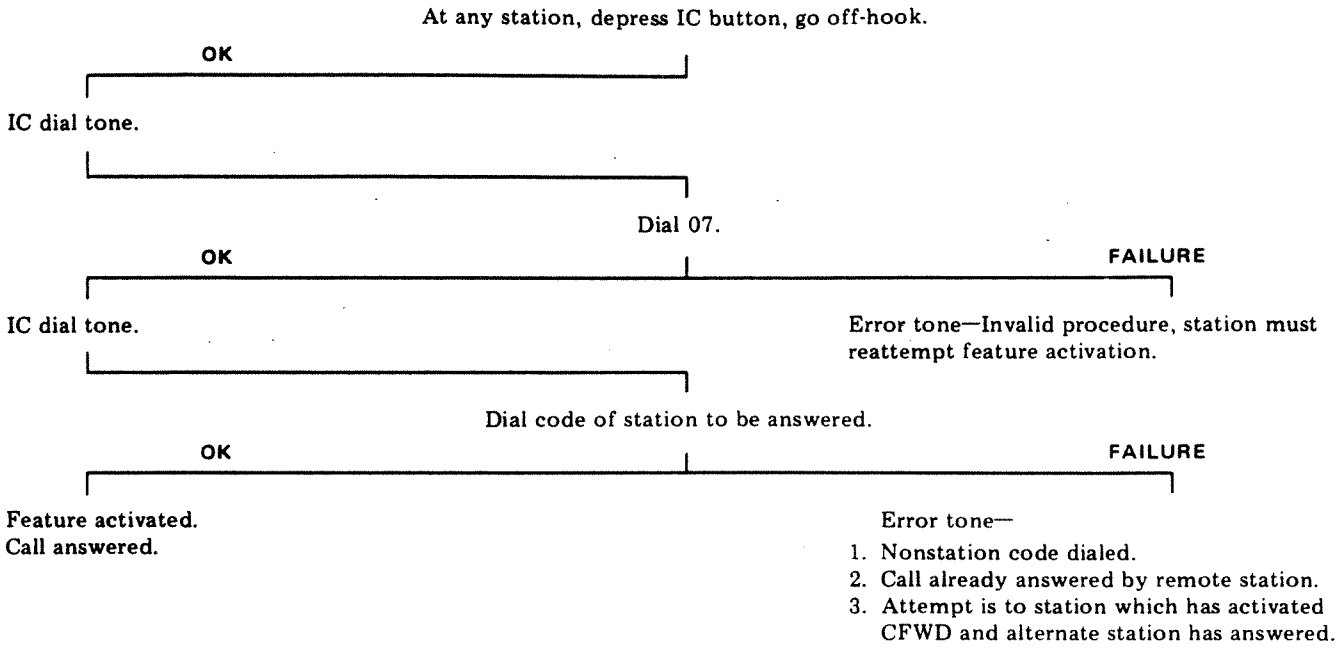 At any station, depress IC button, go off-hook.
OK
IC dial tone.
Dial 07.
OK
FAILURE
IC dial tone.
Error tone—Invalid procedure, station must
reattempt feature activation.
Dial code of station to be answered.
OK
FAILURE
Feature activated.
Call answered.
Error tone—
1. Nonstation code dialed.
2. Call already answered by remote station.
3. Attempt is to station which has activated
CFWD and alternate station has answered.